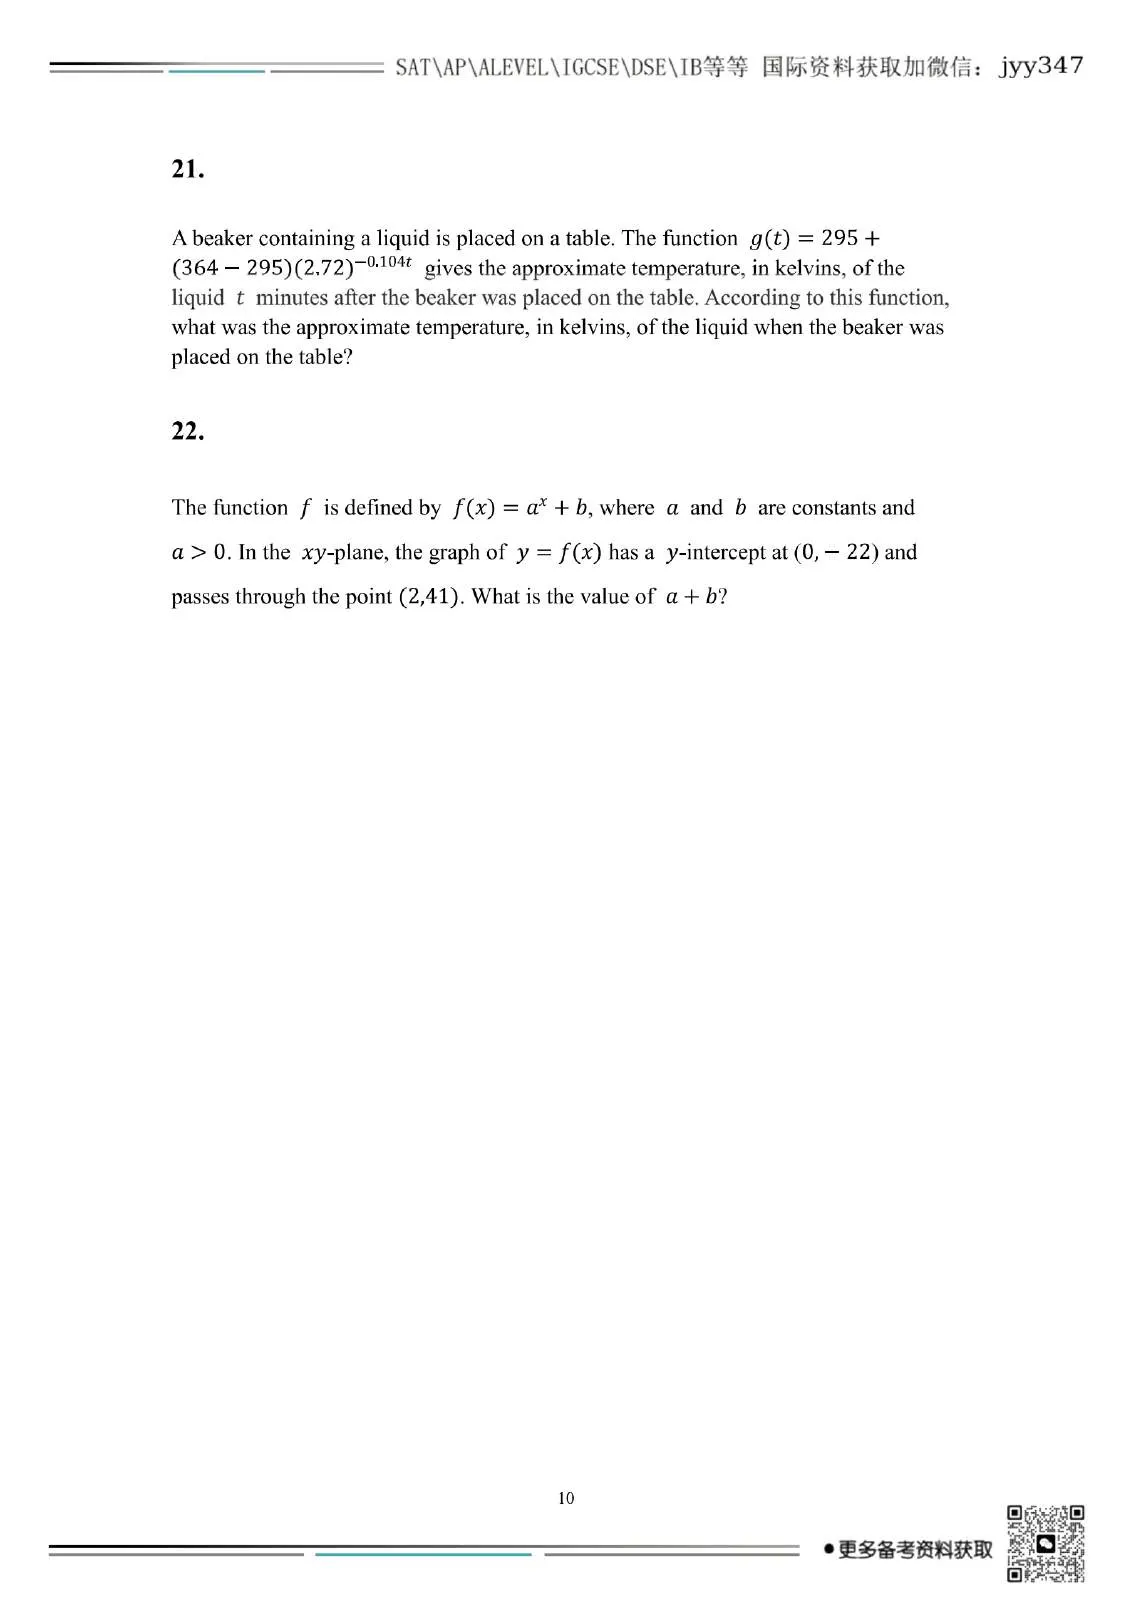 SAT\AP\ALEVEL\IGCSE\DSE\IB等等 国际资料获取加微信: jyy347
21.
A beaker containing a liquid is placed on a table. The function g(t) = 295 +
(364 − 295)(2.72)^−0.104t gives the approximate temperature, in kelvins, of the
liquid t minutes after the beaker was placed on the table. According to this function,
what was the approximate temperature, in kelvins, of the liquid when the beaker was
placed on the table?
22.
The function f is defined by f(x) = a^x + b, where a and b are constants and
a > 0. In the xy-plane, the graph of y = f(x) has a y-intercept at (0, − 22) and
passes through the point (2,41). What is the value of a + b?
10
●更多备考资料获取